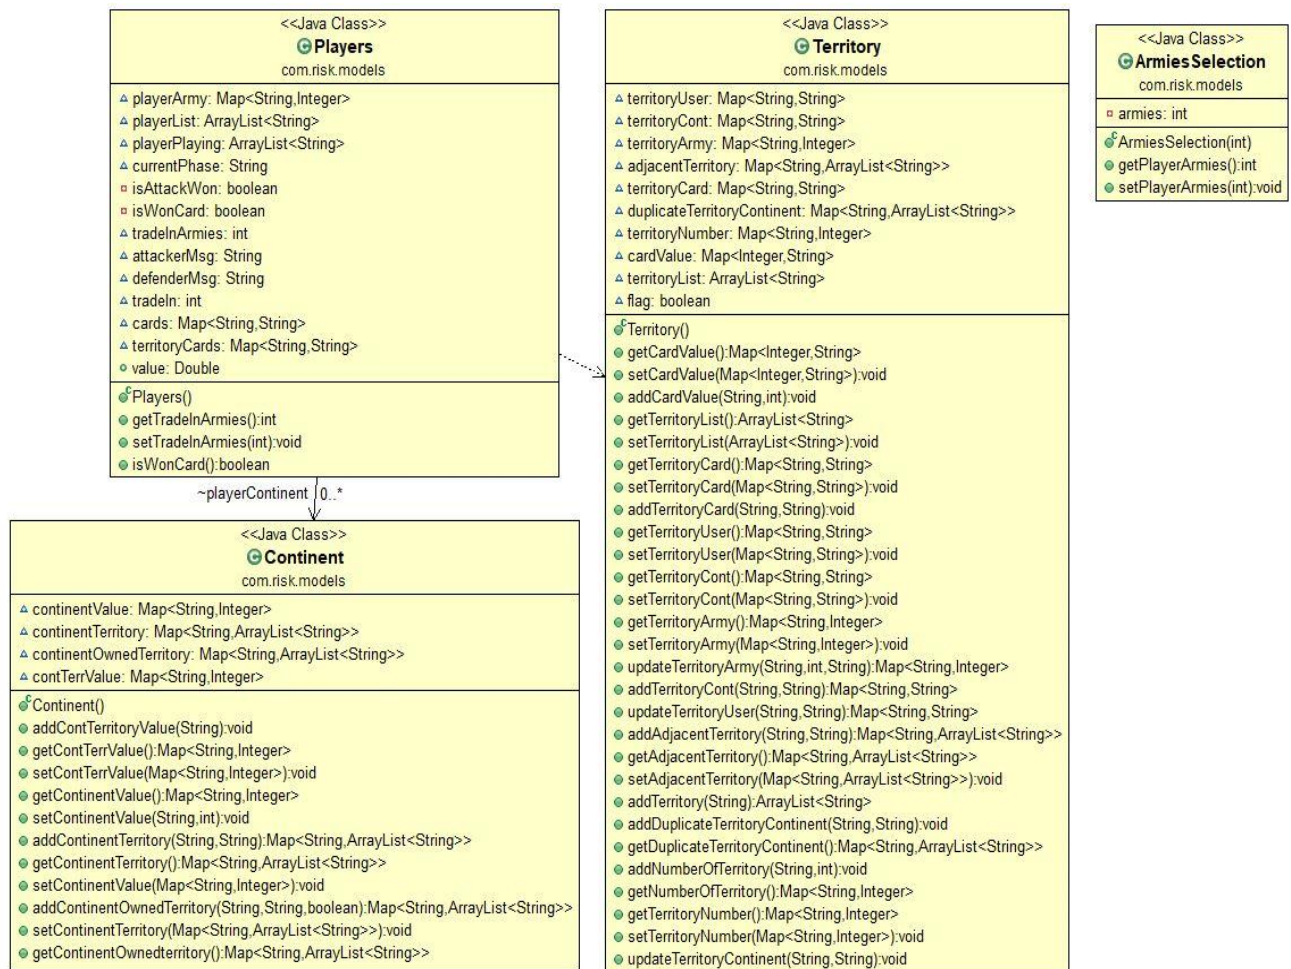 <<Java Class>>
Players
com.risk.models
playerArmy: Map<String,Integer>
playerList: ArrayList<String>
playerPlaying: ArrayList<String>
currentPhase: String
isAttackWon: boolean
isWonCard: boolean
tradeInArmies: int
attackerMsg: String
defenderMsg: String
tradeIn: int
cards: Map<String,String>
territoryCards: Map<String,String>
value: Double
Players()
getTradeInArmies():int
setTradeInArmies(int):void
isWonCard():boolean
~playerContinent 0..*
<<Java Class>>
Continent
com.risk.models
continentValue: Map<String,Integer>
continentTerritory: Map<String,ArrayList<String>>
continentOwnedTerritory: Map<String,ArrayList<String>>
contTerrValue: Map<String,Integer>
Continent()
addContTerritoryValue(String):void
getContTerrValue():Map<String,Integer>
setContTerrValue(Map<String,Integer>):void
getContinentValue():Map<String,Integer>
setContinentValue(String,int):void
addContinentTerritory(String,String):Map<String,ArrayList<String>>
getContinentTerritory():Map<String,ArrayList<String>>
setContinentValue(Map<String,Integer>):void
addContinentOwnedTerritory(String,String,boolean):Map<String,ArrayList<String>>
setContinentTerritory(Map<String,ArrayList<String>>):void
getContinentOwnedterritory():Map<String,ArrayList<String>>
<<Java Class>>
Territory
com.risk.models
territoryUser: Map<String,String>
territoryCont: Map<String,String>
territoryArmy: Map<String,Integer>
adjacentTerritory: Map<String,ArrayList<String>>
territoryCard: Map<String,String>
duplicateTerritoryContinent: Map<String,ArrayList<String>>
territoryNumber: Map<String,Integer>
cardValue: Map<Integer,String>
territoryList: ArrayList<String>
flag: boolean
Territory()
getCardValue():Map<Integer,String>
setCardValue(Map<Integer,String>):void
addCardValue(String,int):void
getTerritoryList():ArrayList<String>
setTerritoryList(ArrayList<String>):void
getTerritoryCard():Map<String,String>
setTerritoryCard(Map<String,String>):void
addTerritoryCard(String,String):void
getTerritoryUser():Map<String,String>
setTerritoryUser(Map<String,String>):void
getTerritoryCont():Map<String,String>
setTerritoryCont(Map<String,String>):void
getTerritoryArmy():Map<String,Integer>
setTerritoryArmy(Map<String,Integer>):void
updateTerritoryArmy(String,int,String):Map<String,Integer>
addTerritoryCont(String,String):Map<String,String>
updateTerritoryUser(String,String):Map<String,String>
addAdjacentTerritory(String,String):Map<String,ArrayList<String>>
getAdjacentTerritory():Map<String,ArrayList<String>>
setAdjacentTerritory(Map<String,ArrayList<String>>):void
addTerritory(String):ArrayList<String>
addDuplicateTerritoryContinent(String,String):void
getDuplicateTerritoryContinent():Map<String,ArrayList<String>>
addNumberOfTerritory(String,int):void
getNumberOfTerritory():Map<String,Integer>
getTerritoryNumber():Map<String,Integer>
setTerritoryNumber(Map<String,Integer>):void
updateTerritoryContinent(String,String):void
<<Java Class>>
ArmiesSelection
com.risk.models
armies: int
ArmiesSelection(int)
getPlayerArmies():int
setPlayerArmies(int):void